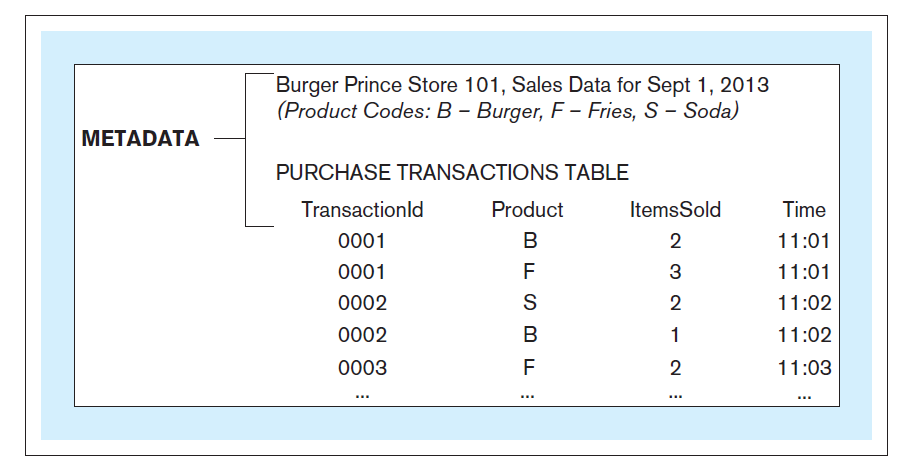 Burger Prince Store 101, Sales Data for Sept 1, 2013
(Product Codes: B – Burger, F – Fries, S – Soda)
METADATA
PURCHASE TRANSACTIONS TABLE
TransactionId Product ItemsSold Time
0001 B 2 11:01
0001 F 3 11:01
0002 S 2 11:02
0002 B 1 11:02
0003 F 2 11:03
... ... ... ...